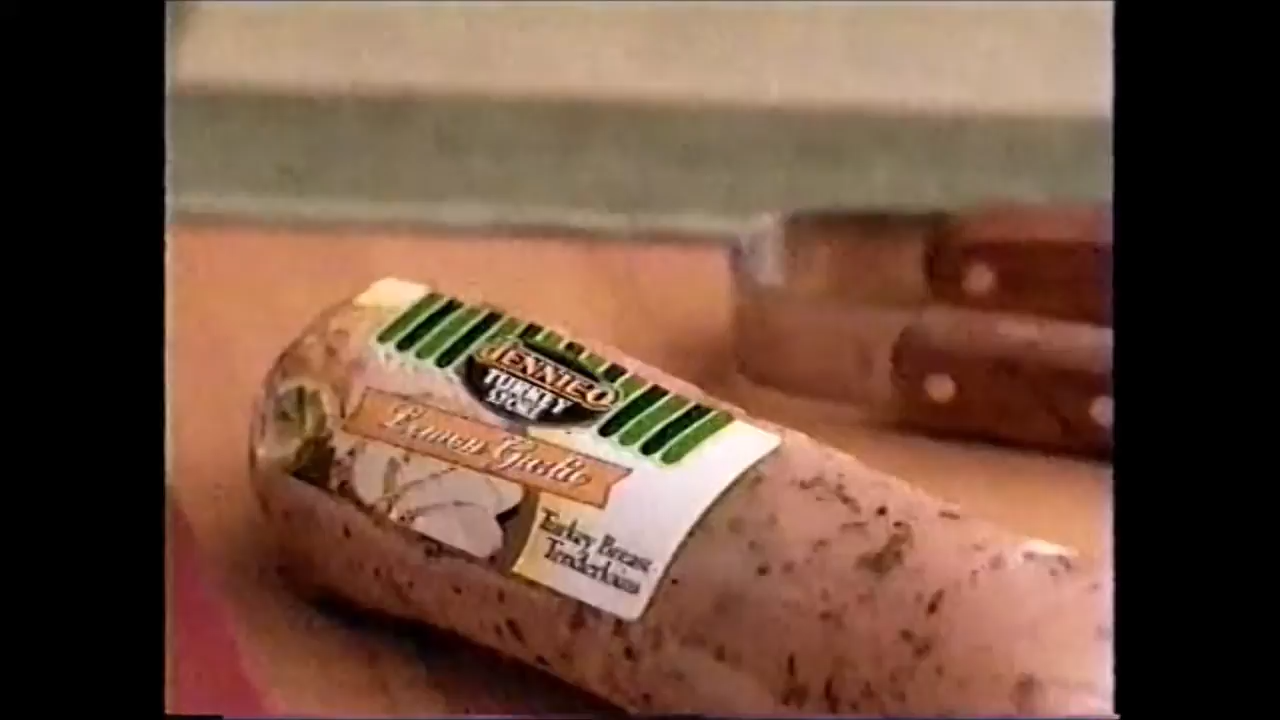 JENNIE-O
TURKEY
STORE
Lemon Garlic
Turkey Breast
Tenderloins